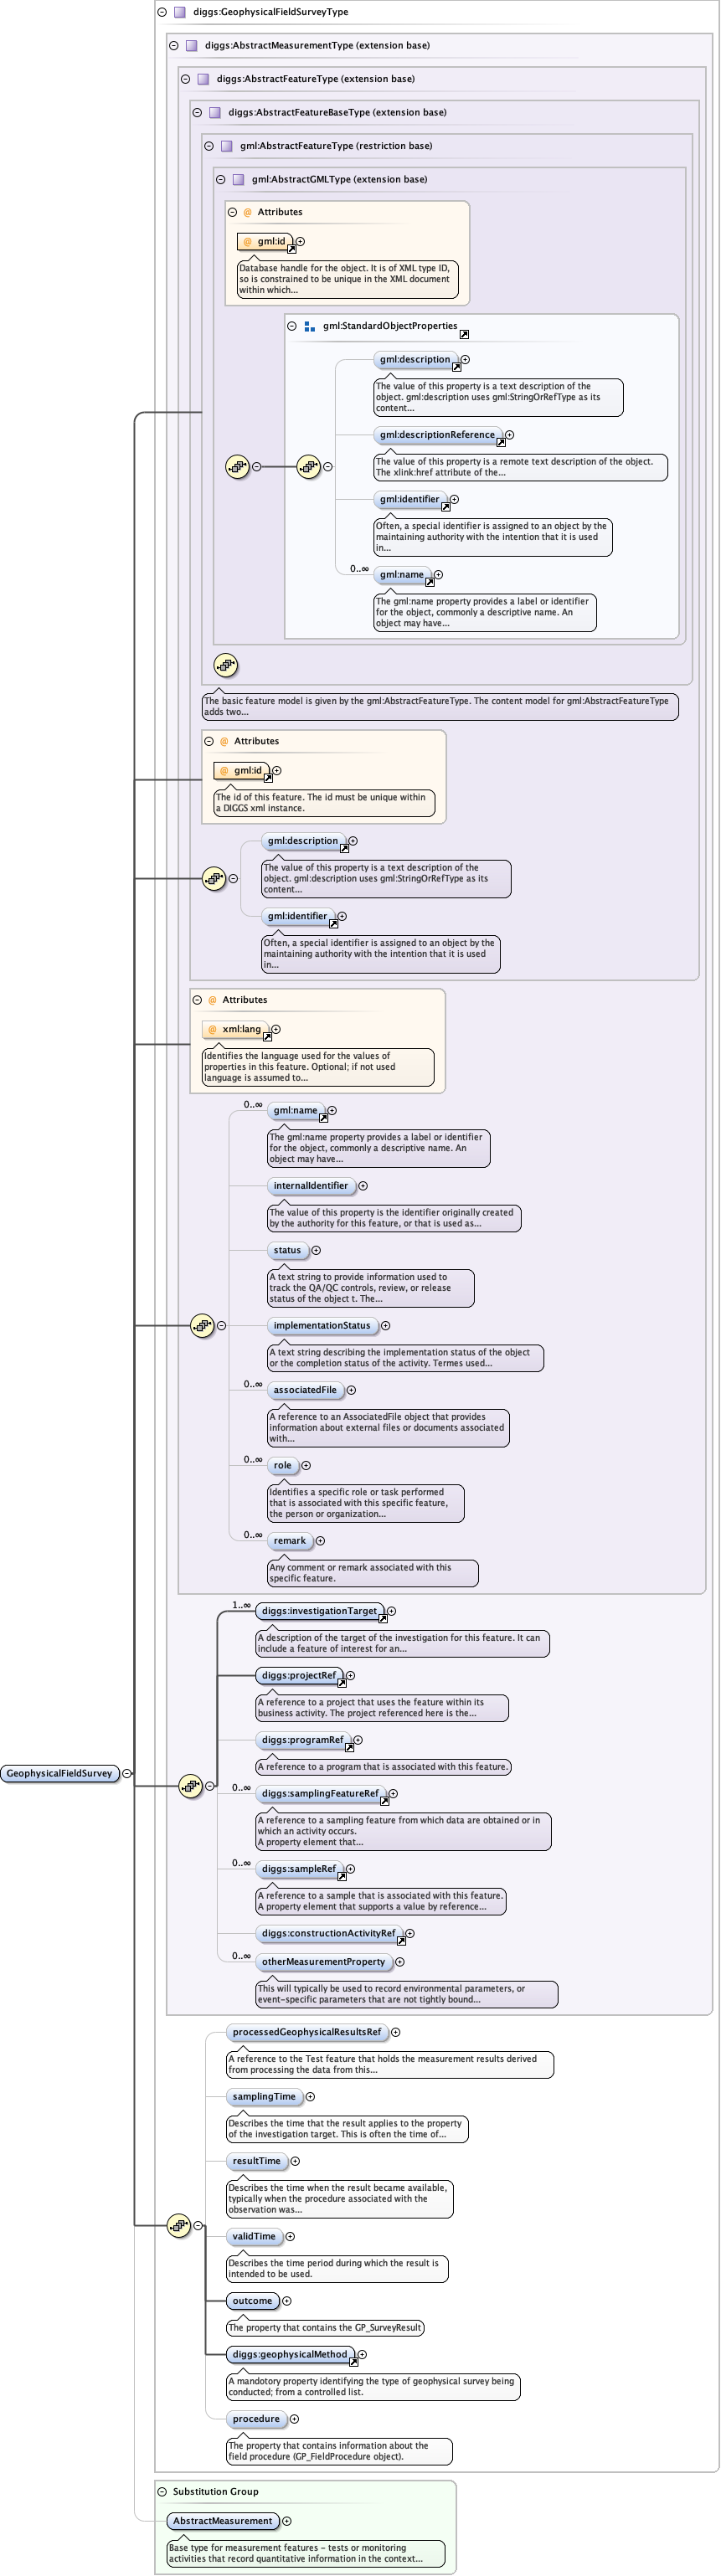 diggs:GeophysicalFieldSurveyType
diggs:AbstractMeasurementType (extension base)
diggs:AbstractFeatureType (extension base)
diggs:AbstractFeatureBaseType (extension base)
gml:AbstractFeatureType (restriction base)
gml:AbstractGMLType (extension base)
@ Attributes
@ gml:id
Database handle for the object. It is of XML type ID,
so is constrained to be unique in the XML document
within which...
gml:StandardObjectProperties
gml:description
The value of this property is a text description of the
object. gml:description uses gml:StringOrRefType as its
content...
gml:descriptionReference
The value of this property is a remote text description of the object.
The xlink:href attribute of the...
gml:identifier
Often, a special identifier is assigned to an object by the
maintaining authority with the intention that it is used
in...
0..∞
gml:name
The gml:name property provides a label or identifier
for the object, commonly a descriptive name. An
object may have...
The basic feature model is given by the gml:AbstractFeatureType. The content model for gml:AbstractFeatureType
adds two...
@ Attributes
@ gml:id
The id of this feature. The id must be unique within
a DIGGS xml instance.
gml:description
The value of this property is a text description of the
object. gml:description uses gml:StringOrRefType as its
content...
gml:identifier
Often, a special identifier is assigned to an object by the
maintaining authority with the intention that it is used
in...
@ Attributes
@ xml:lang
Identifies the language used for the values of
properties in this feature. Optional; if not used
language is assumed to...
0..∞
gml:name
The gml:name property provides a label or identifier
for the object, commonly a descriptive name. An
object may have...
internalIdentifier
The value of this property is the identifier originally created
by the authority for this feature, or that is used as...
status
A text string to provide information used to
track the QA/QC controls, review, or release
status of the object t. The...
implementationStatus
A text string describing the implementation status of the object
or the completion status of the activity. Termes used...
0..∞
associatedFile
A reference to an AssociatedFile object that provides
information about external files or documents associated
with...
0..∞
role
Identifies a specific role or task performed
that is associated with this specific feature,
the person or organization...
0..∞
remark
Any comment or remark associated with this
specific feature.
1..∞
diggs:investigationTarget
A description of the target of the investigation for this feature. It can
include a feature of interest for an...
diggs:projectRef
A reference to a project that uses the feature within its
business activity. The project referenced here is the...
diggs:programRef
A reference to a program that is associated with this feature.
GeophysicalFieldSurvey
0..∞
diggs:samplingFeatureRef
A reference to a sampling feature from which data are obtained or in
which an activity occurs.
A property element that...
0..∞
diggs:sampleRef
A reference to a sample that is associated with this feature.
A property element that supports a value by reference...
diggs:constructionActivityRef
0..∞
otherMeasurementProperty
This will typically be used to record environmental parameters, or
event-specific parameters that are not tightly bound...
processedGeophysicalResultsRef
A reference to the Test feature that holds the measurement results derived
from processing the data from this...
samplingTime
Describes the time that the result applies to the property
of the investigation target. This is often the time of...
resultTime
Describes the time when the result became available,
typically when the procedure associated with the
observation was...
validTime
Describes the time period during which the result is
intended to be used.
outcome
The property that contains the GP_SurveyResult
diggs:geophysicalMethod
A mandotory property identifying the type of geophysical survey being
conducted; from a controlled list.
procedure
The property that contains information about the
field procedure (GP_FieldProcedure object).
Substitution Group
AbstractMeasurement
Base type for measurement features - tests or monitoring
activities that record quantitative information in the context...